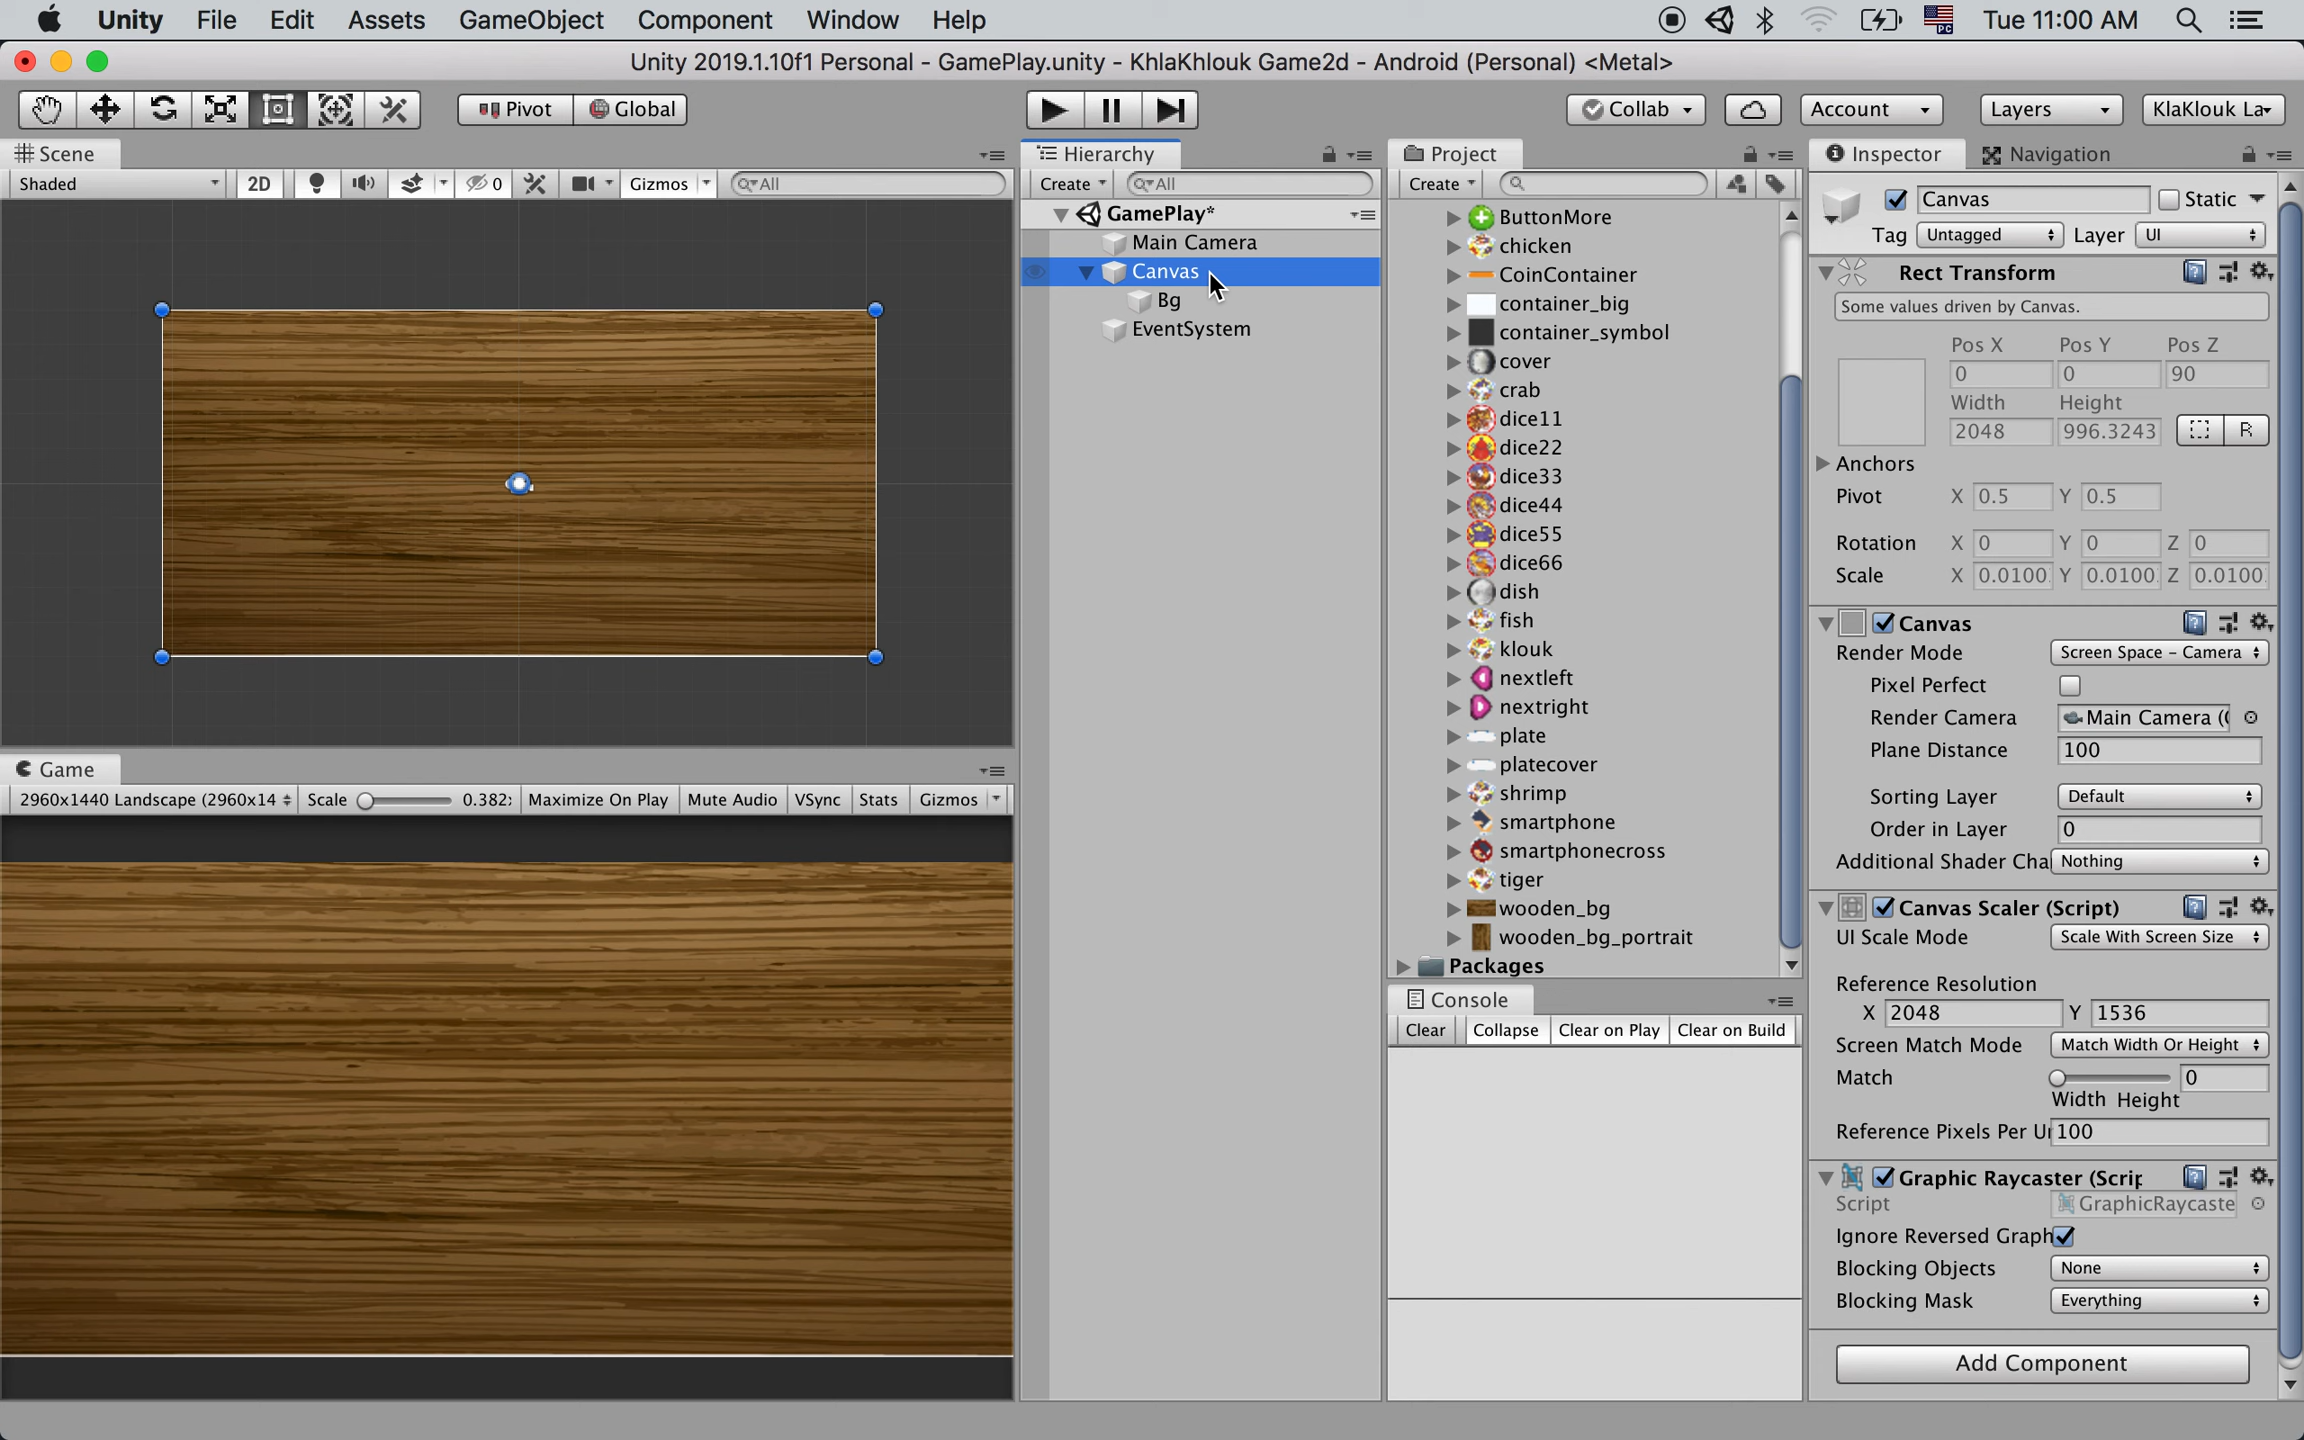 Unity File Edit Assets GameObject Component Window Help Tue 11:00 AM
Unity 2019.1.10f1 Personal - GamePlay.unity - KhlaKhlouk Game2d - Android (Personal) <Metal>
Pivot Global Collab Account Layers KlaKlouk La
Scene
Shaded 2D 0 Gizmos All
Game
2960x1440 Landscape (2960x14 Scale 0.382: Maximize On Play Mute Audio VSync Stats Gizmos
Hierarchy
Create All
GamePlay*
Main Camera
Canvas
Bg
EventSystem
Project
Create
ButtonMore
chicken
CoinContainer
container_big
container_symbol
cover
crab
dice11
dice22
dice33
dice44
dice55
dice66
dish
fish
klouk
nextleft
nextright
plate
platecover
shrimp
smartphone
smartphonecross
tiger
wooden_bg
wooden_bg_portrait
Packages
Console
Clear Collapse Clear on Play Clear on Build
Inspector Navigation
Canvas Static
Tag Untagged Layer UI
Rect Transform
Some values driven by Canvas.
Pos X Pos Y Pos Z
0 0 90
Width Height
2048 996.3243 R
Anchors
Pivot X 0.5 Y 0.5
Rotation X 0 Y 0 Z 0
Scale X 0.0100 Y 0.0100 Z 0.0100
Canvas
Render Mode Screen Space - Camera
Pixel Perfect
Render Camera Main Camera (
Plane Distance 100
Sorting Layer Default
Order in Layer 0
Additional Shader Cha Nothing
Canvas Scaler (Script)
UI Scale Mode Scale With Screen Size
Reference Resolution
X 2048 Y 1536
Screen Match Mode Match Width Or Height
Match 0
Width Height
Reference Pixels Per U 100
Graphic Raycaster (Scrip
Script GraphicRaycaste
Ignore Reversed Graph
Blocking Objects None
Blocking Mask Everything
Add Component